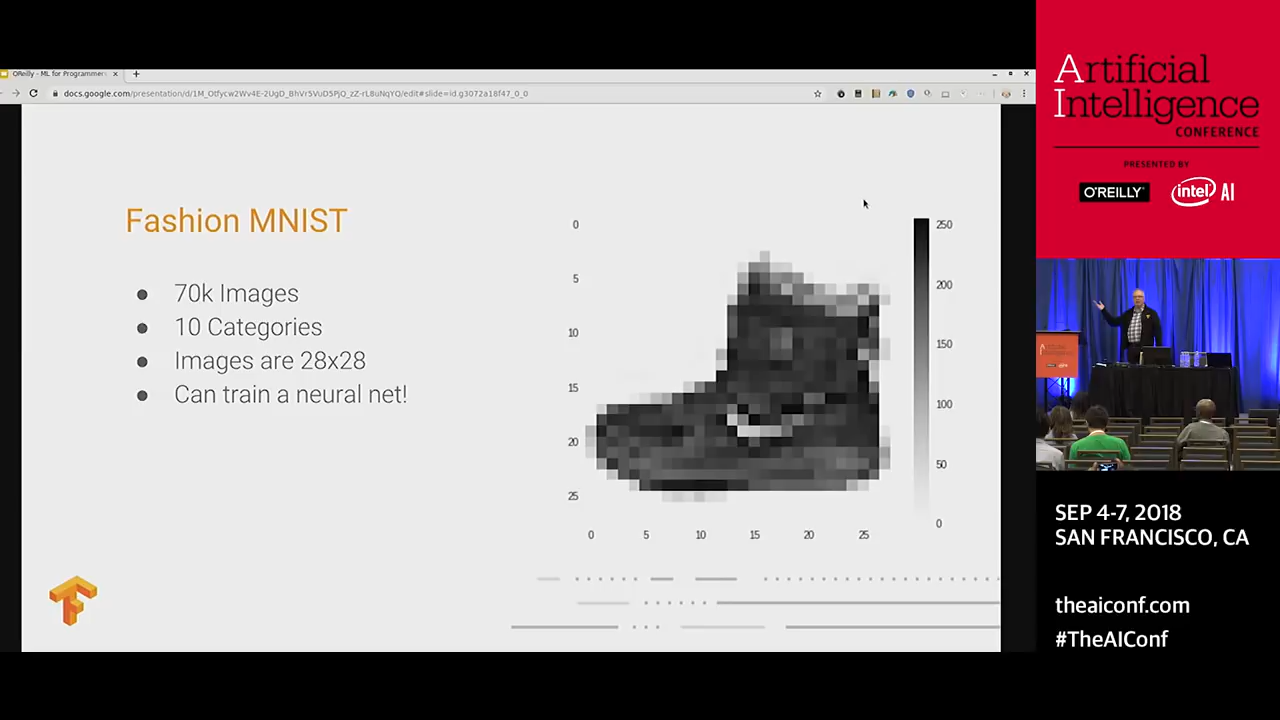 OReilly - ML for Programmers
docs.google.com/presentation/d/1M_Otfycw2Wv4E-2UgD_BhVr5VuD5PjO_zZ-rL8uNqYQ/edit#slide=id.g3072a18f47_0_0
Fashion MNIST
70k Images
10 Categories
Images are 28x28
Can train a neural net!
0
5
10
15
20
25
0 5 10 15 20 25
250
200
150
100
50
0
Artificial
Intelligence
CONFERENCE
PRESENTED BY
O'REILLY intel AI
SEP 4-7, 2018
SAN FRANCISCO, CA
theaiconf.com
#TheAIConf